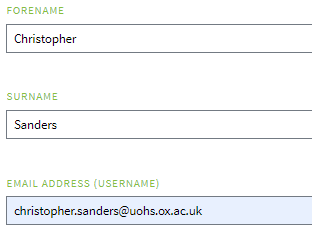 FORENAME
Christopher
SURNAME
Sanders
EMAIL ADDRESS (USERNAME)
christopher.sanders@uohs.ox.ac.uk